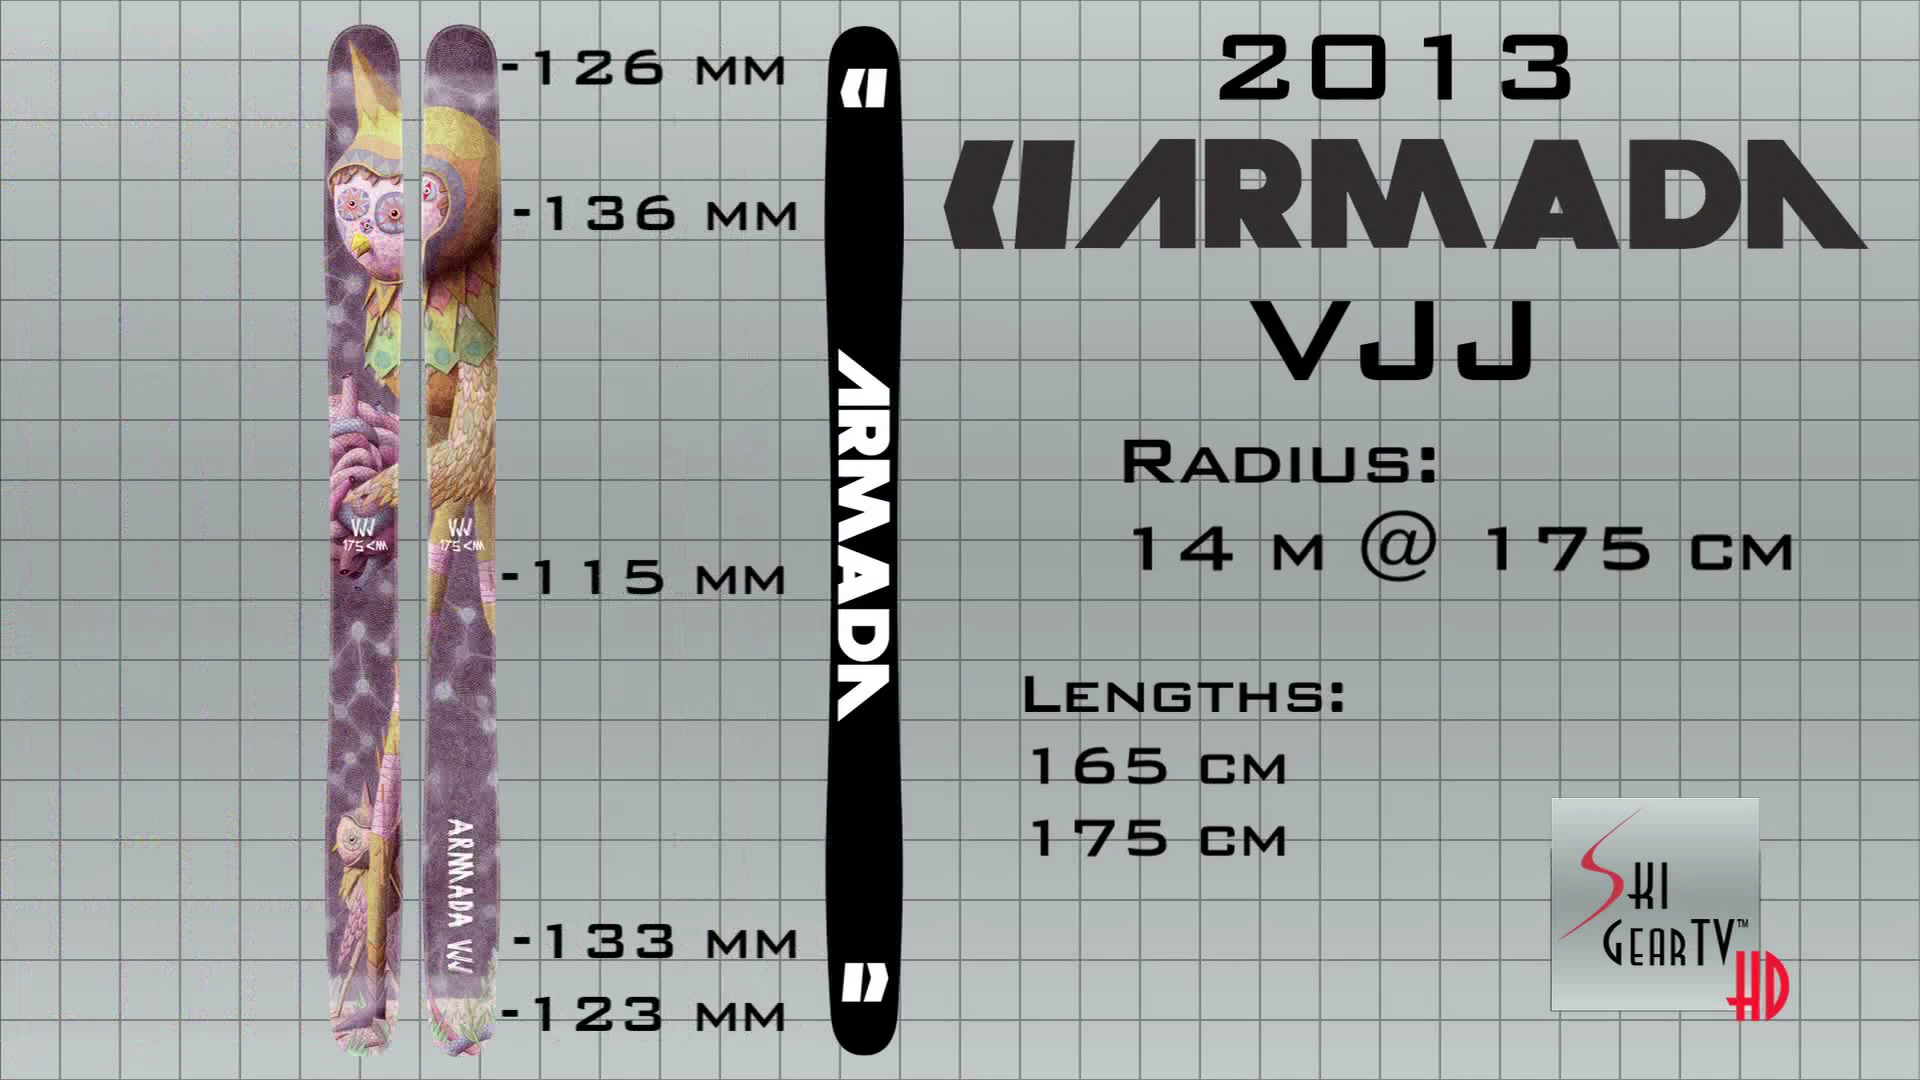 2013
ARMADA
VJJ
Radius:
14 m @ 175 cm
Lengths:
165 cm
175 cm
-126 mm
-136 mm
-115 mm
-133 mm
-123 mm
VJJ
175 CM
VJJ
175 CM
ARMADA VJJ
ARMADA
Ski
GearTV™
HD